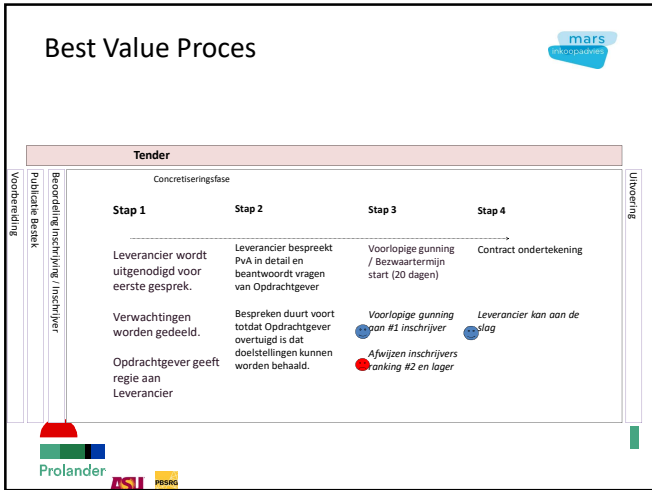 Best Value Proces
mars
inkoopadvies
Tender
Voorbereiding
Publicatie Bestek
Beoordeling Inschrijving / Inschrijver
Uitvoering
Concretiseringsfase
Stap 1
Leverancier wordt
uitgenodigd voor
eerste gesprek.
Verwachtingen
worden gedeeld.
Opdrachtgever geeft
regie aan
Leverancier
Stap 2
Leverancier bespreekt
PvA in detail en
beantwoordt vragen
van Opdrachtgever
Bespreken duurt voort
totdat Opdrachtgever
overtuigd is dat
doelstellingen kunnen
worden behaald.
Stap 3
Voorlopige gunning
/ Bezwaartermijn
start (20 dagen)
Voorlopige gunning
aan #1 inschrijver
Afwijzen inschrijvers
ranking #2 en lager
Stap 4
Contract ondertekening
Leverancier kan aan de
slag
Prolander
ASU
PBSRG